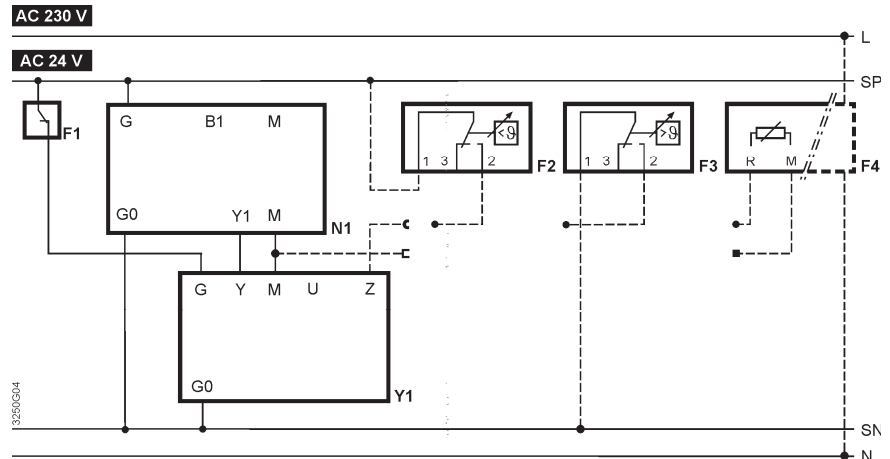 AC 230 V
L
AC 24 V
SP
F1
G B1 M
G0 Y1 M
N1
<ϑ
1 3 2
F2
>ϑ
1 3 2
F3
R M
F4
G Y M U Z
G0
Y1
3250G04
SN
N